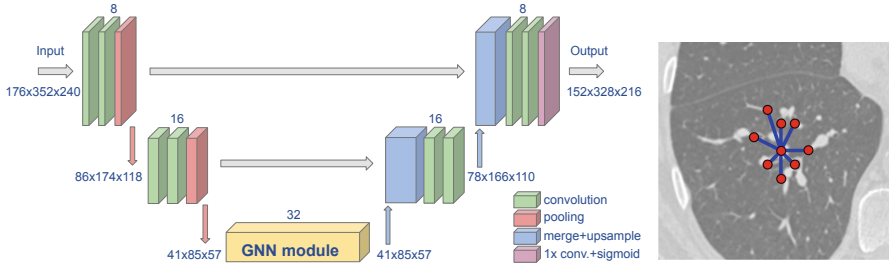 8
8
Input
Output
176x352x240
152x328x216
16
16
86x174x118
78x166x110
convolution
32
pooling
GNN module
41x85x57
41x85x57
merge+upsample
1x conv.+sigmoid